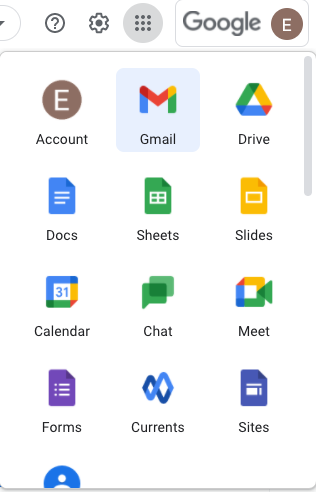 Google E
E
Account Gmail Drive
Docs Sheets Slides
31
Calendar Chat Meet
Forms Currents Sites